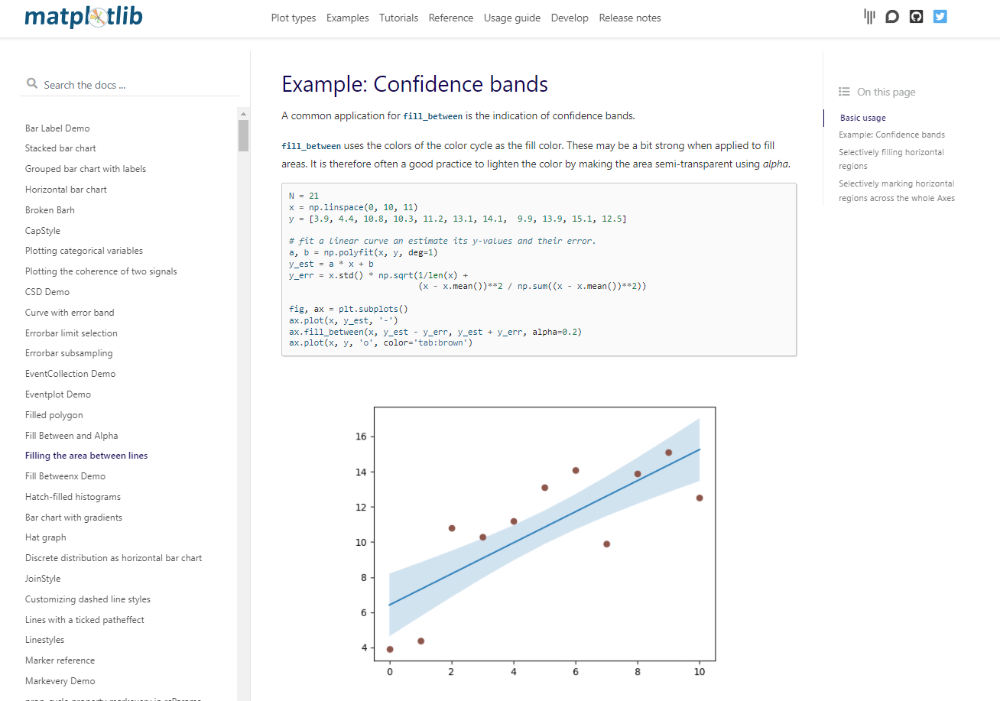 matplotlib
Plot types Examples Tutorials Reference Usage guide Develop Release notes
Search the docs ...
Bar Label Demo
Stacked bar chart
Grouped bar chart with labels
Horizontal bar chart
Broken Barh
CapStyle
Plotting categorical variables
Plotting the coherence of two signals
CSD Demo
Curve with error band
Errorbar limit selection
Errorbar subsampling
EventCollection Demo
Eventplot Demo
Filled polygon
Fill Between and Alpha
Filling the area between lines
Fill Betweenx Demo
Hatch-filled histograms
Bar chart with gradients
Hat graph
Discrete distribution as horizontal bar chart
JoinStyle
Customizing dashed line styles
Lines with a ticked patheffect
Linestyles
Marker reference
Markevery Demo
Example: Confidence bands
A common application for fill_between is the indication of confidence bands.
fill_between uses the colors of the color cycle as the fill color. These may be a bit strong when applied to fill
areas. It is therefore often a good practice to lighten the color by making the area semi-transparent using alpha.
N = 21
x = np.linspace(0, 10, 11)
y = [3.9, 4.4, 10.8, 10.3, 11.2, 13.1, 14.1,  9.9, 13.9, 15.1, 12.5]
# fit a linear curve an estimate its y-values and their error.
a, b = np.polyfit(x, y, deg=1)
y_est = a * x + b
y_err = x.std() * np.sqrt(1/len(x) +
(x - x.mean())**2 / np.sum((x - x.mean())**2))
fig, ax = plt.subplots()
ax.plot(x, y_est, '-')
ax.fill_between(x, y_est - y_err, y_est + y_err, alpha=0.2)
ax.plot(x, y, 'o', color='tab:brown')
16
14
12
10
8
6
4
0 2 4 6 8 10
On this page
Basic usage
Example: Confidence bands
Selectively filling horizontal
regions
Selectively marking horizontal
regions across the whole Axes